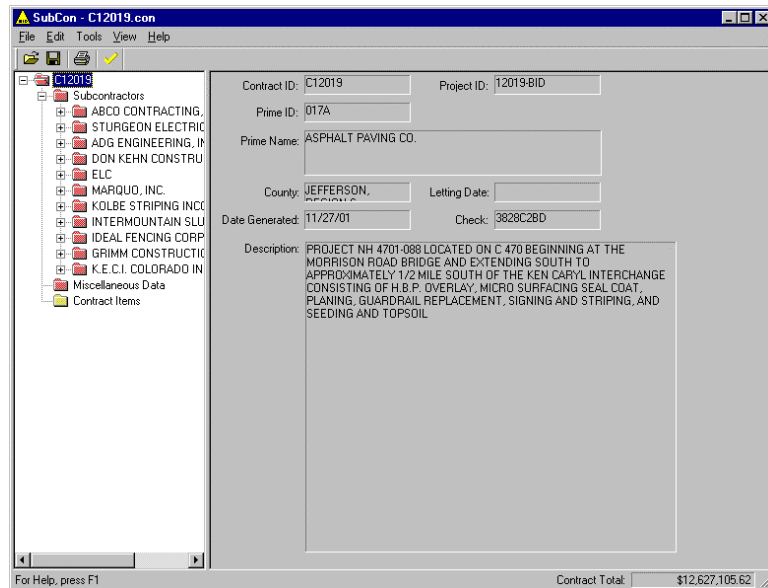 SubCon - C12019.con
File Edit Tools View Help
C12019
Subcontractors
ABCO CONTRACTING,
STURGEON ELECTRIC
ADG ENGINEERING, IN
DON KEHN CONSTRU
ELC
MARQUO, INC.
KOLBE STRIPING INCO
INTERMOUNTAIN SLU
IDEAL FENCING CORP
GRIMM CONSTRUCTIO
K.E.C.I. COLORADO IN
Miscellaneous Data
Contract Items
Contract ID: C12019 Project ID: 12019-BID
Prime ID: 017A
Prime Name: ASPHALT PAVING CO.
County: JEFFERSON, Letting Date:
Date Generated: 11/27/01 Check: 3828C2BD
Description: PROJECT NH 4701-088 LOCATED ON C 470 BEGINNING AT THE
MORRISON ROAD BRIDGE AND EXTENDING SOUTH TO
APPROXIMATELY 1/2 MILE SOUTH OF THE KEN CARYL INTERCHANGE
CONSISTING OF H.B.P. OVERLAY, MICRO SURFACING SEAL COAT,
PLANING, GUARDRAIL REPLACEMENT, SIGNING AND STRIPING, AND
SEEDING AND TOPSOIL
For Help, press F1 Contract Total: $12,627,105.62